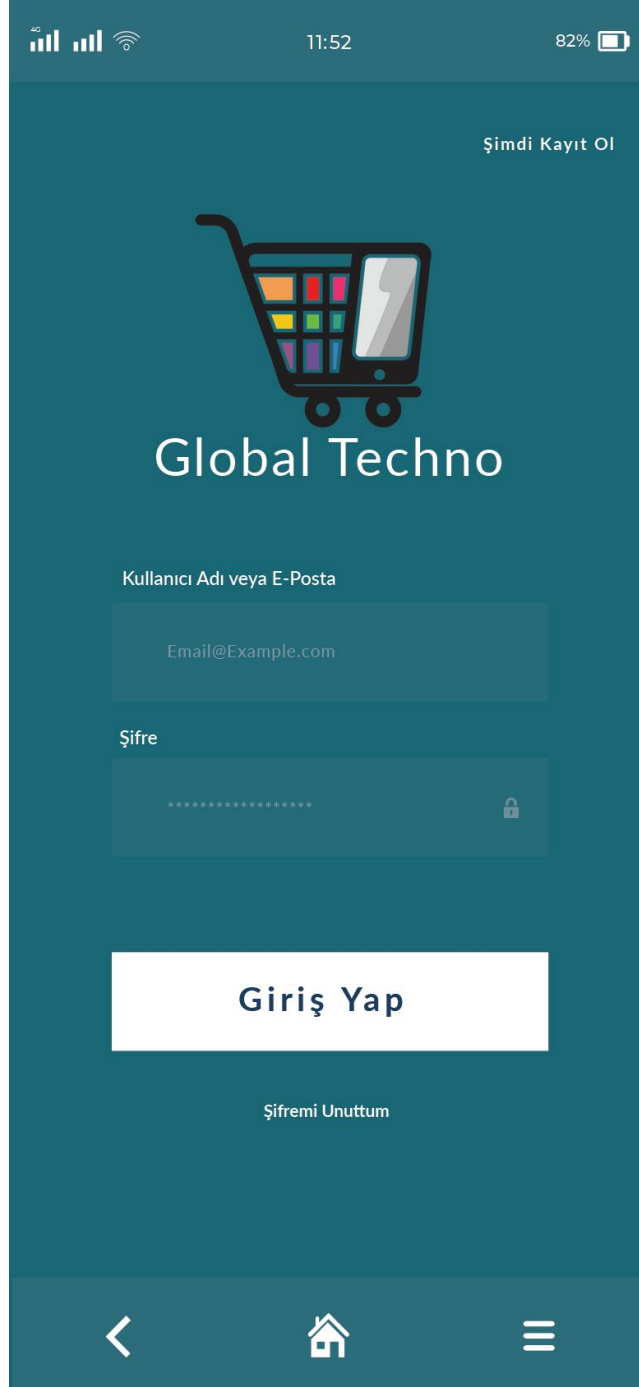 4G
11:52
82%
Şimdi Kayıt Ol
Global Techno
Kullanıcı Adı veya E-Posta
Email@Example.com
Şifre
******************
Giriş Yap
Şifremi Unuttum